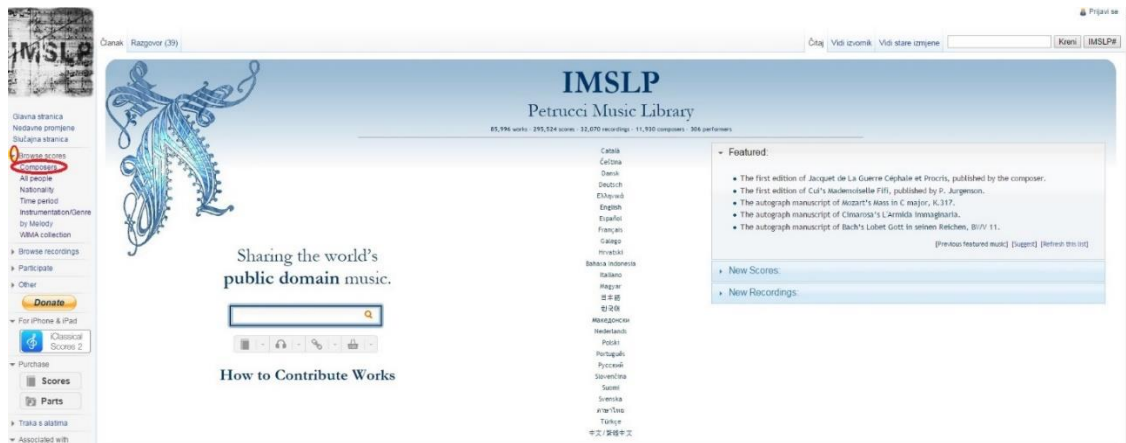 Prijavi se
IMSLP
Članak Razgovor (39)
Čitaj Vidi izvornik Vidi stare izmjene Kreni IMSLP#
Glavna stranica
Nedavne promjene
Slučajna stranica
Browse scores
Composers
All people
Nationality
Time period
Instrumentation/Genre
by Melody
WIMA collection
Browse recordings
Participate
Other
Donate
For iPhone & iPad
iClassical
Scores 2
Purchase
Scores
Parts
Traka s alatima
Associated with
IMSLP
Petrucci Music Library
85,996 works · 295,524 scores · 32,070 recordings · 11,930 composers · 306 performers
Sharing the world's
public domain music.
How to Contribute Works
Català
Čeština
Dansk
Deutsch
Ελληνικά
English
Español
Français
Galego
Hrvatski
Bahasa Indonesia
Italiano
Magyar
日本語
한국어
Македонски
Nederlands
Polski
Português
Русский
Slovenčina
Suomi
Svenska
ภาษาไทย
Türkçe
中文/繁體中文
Featured:
The first edition of Jacquet de La Guerre Céphale et Procris, published by the composer.
The first edition of Cui's Mademoiselle Fifi, published by P. Jurgenson.
The autograph manuscript of Mozart's Mass in C major, K.317.
The autograph manuscript of Cimarosa's L'Armida immaginaria.
The autograph manuscript of Bach's Lobet Gott in seinen Reichen, BWV 11.
[Previous featured music] [Suggest] [Refresh this list]
New Scores:
New Recordings: